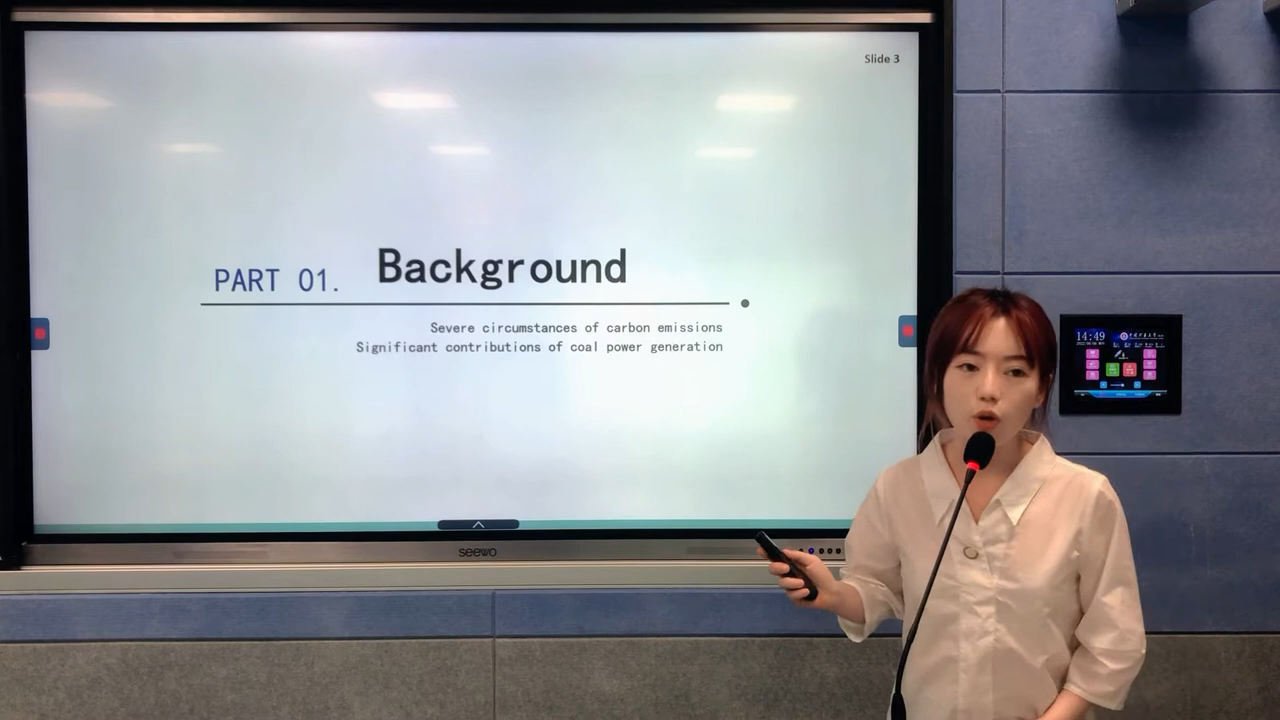 Slide 3
PART 01. Background
Severe circumstances of carbon emissions
Significant contributions of coal power generation
seewo
14:49